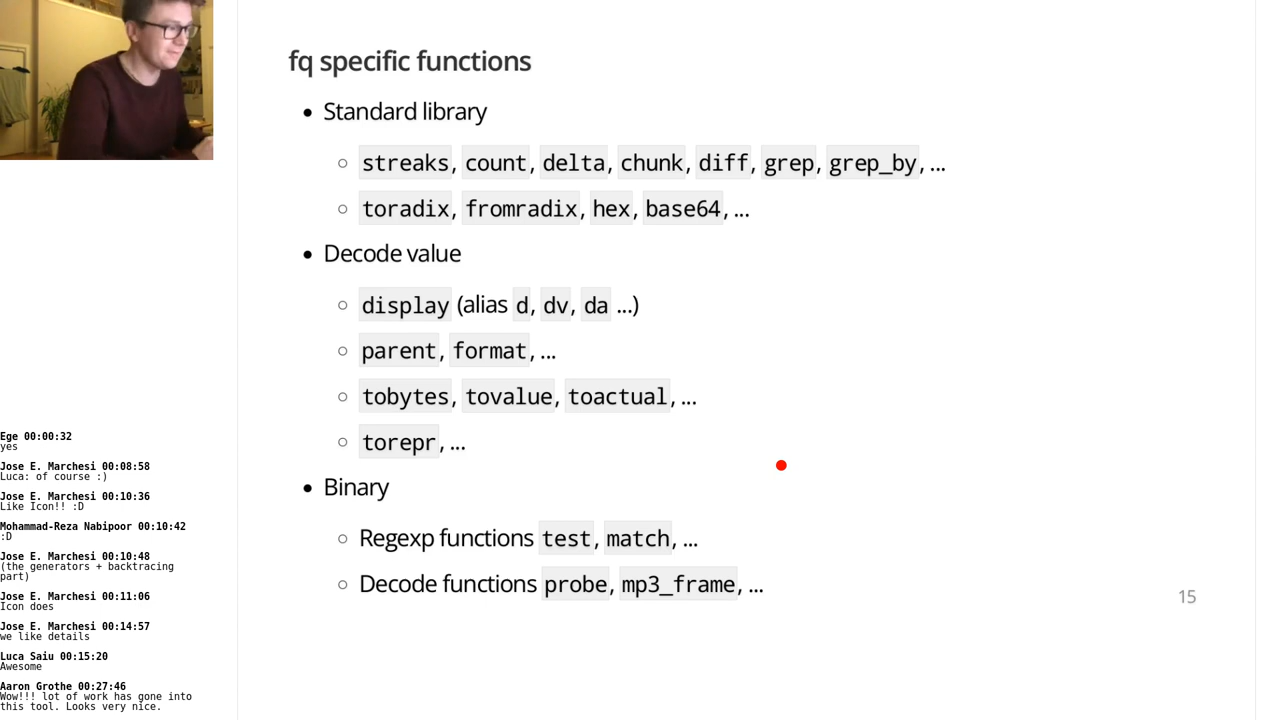 fq specific functions
• Standard library
○ streaks, count, delta, chunk, diff, grep, grep_by, ...
○ toradix, fromradix, hex, base64, ...
• Decode value
○ display (alias d, dv, da ...)
○ parent, format, ...
○ tobytes, tovalue, toactual, ...
○ torepr, ...
• Binary
○ Regexp functions test, match, ...
○ Decode functions probe, mp3_frame, ...
15
Ege 00:00:32
yes
Jose E. Marchesi 00:08:58
Luca: of course :)
Jose E. Marchesi 00:10:36
Like Icon!! :D
Mohammad-Reza Nabipoor 00:10:42
:D
Jose E. Marchesi 00:10:48
(the generators + backtracing
part)
Jose E. Marchesi 00:11:06
Icon does
Jose E. Marchesi 00:14:57
we like details
Luca Saiu 00:15:20
Awesome
Aaron Grothe 00:27:46
Wow!!! lot of work has gone into
this tool. Looks very nice.